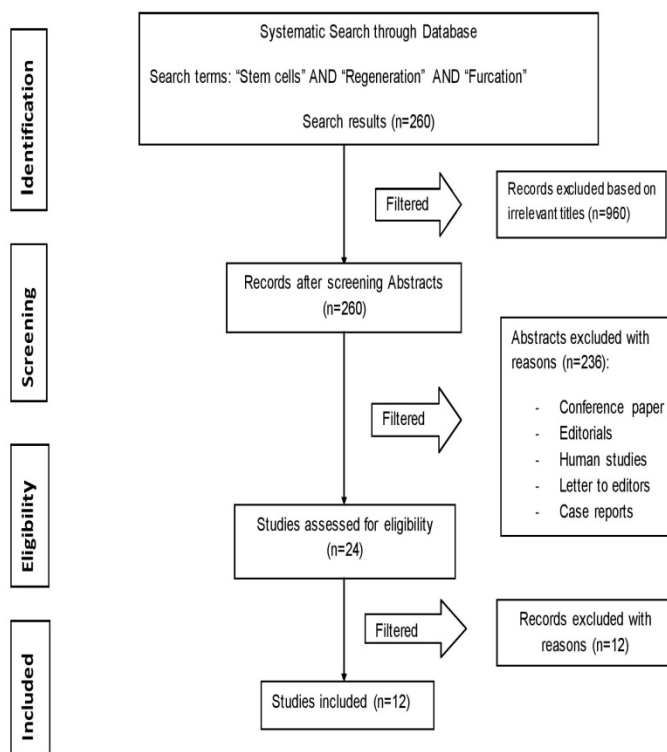 Identification
Systematic Search through Database
Search terms: “Stem cells” AND “Regeneration” AND “Furcation”
Search results (n=260)
Filtered
Records excluded based on
irrelevant titles (n=960)
Screening
Records after screening Abstracts
(n=260)
Filtered
Abstracts excluded with
reasons (n=236):
- Conference paper
- Editorials
- Human studies
- Letter to editors
- Case reports
Eligibility
Studies assessed for eligibility
(n=24)
Filtered
Records excluded with
reasons (n=12)
Included
Studies included (n=12)